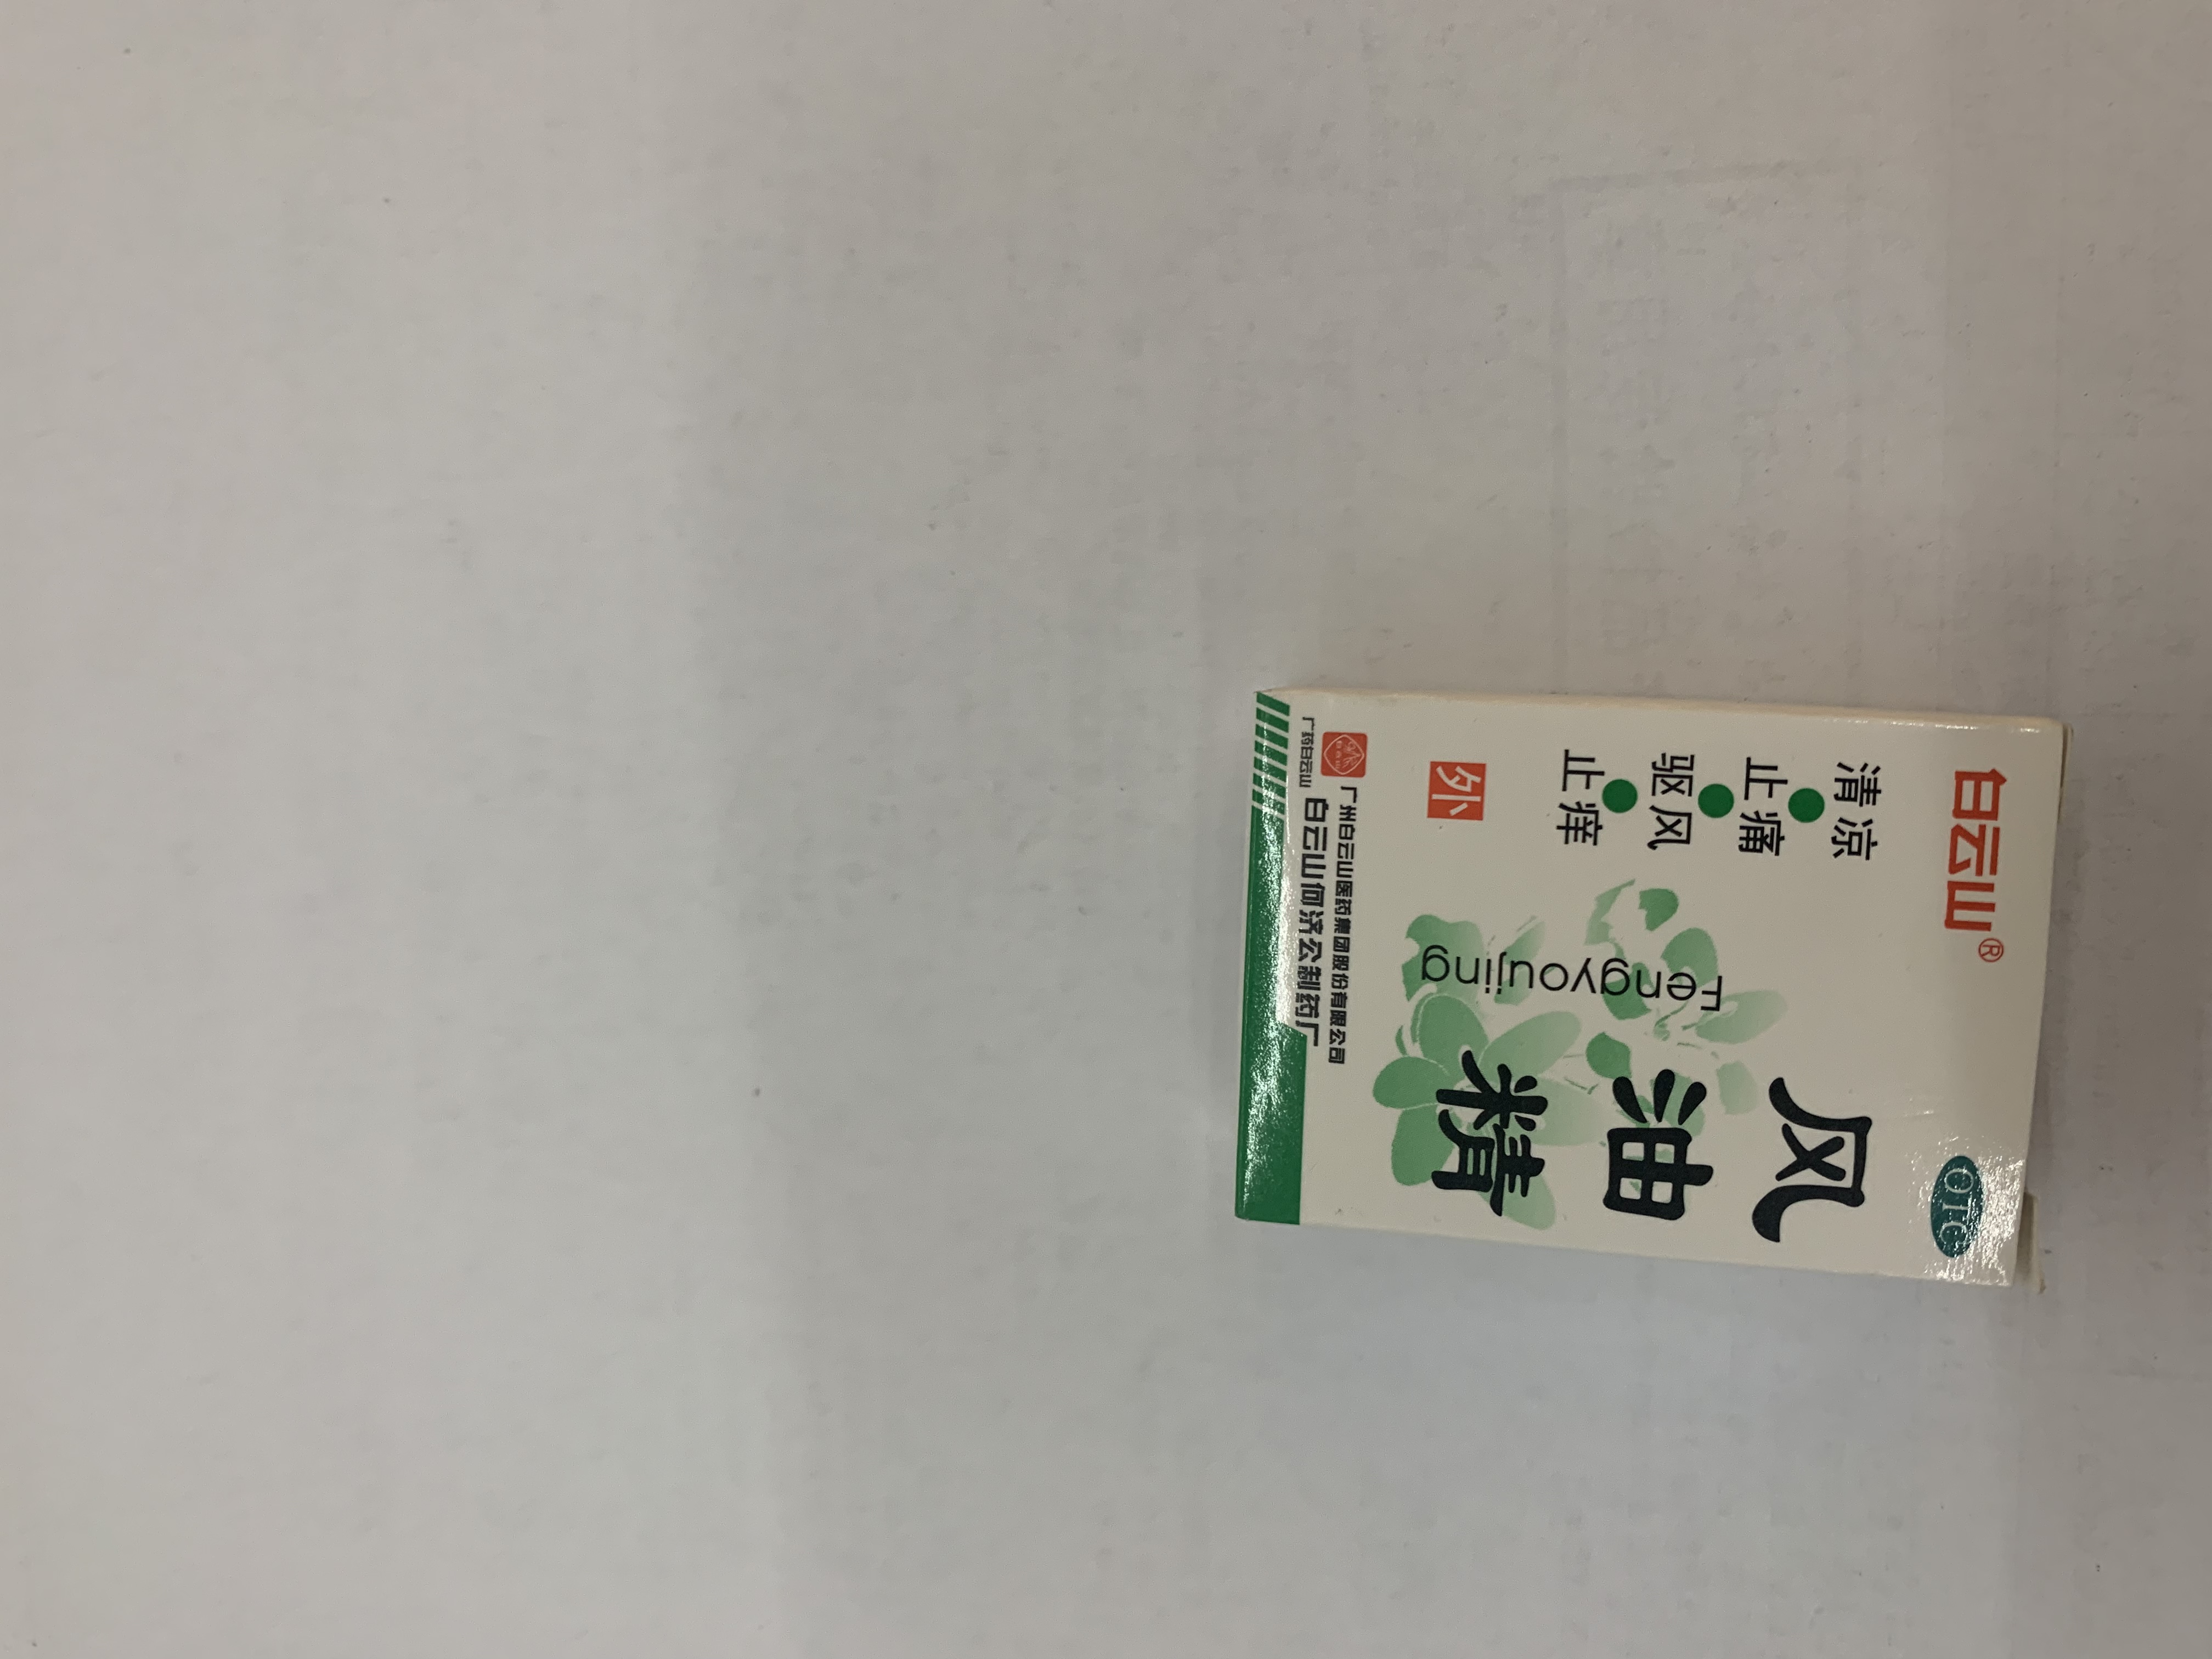 白云山®
OTC
清凉
止痛
驱风
止痒
外
风油精
Fengyoujing
广药白云山
广州白云山医药集团股份有限公司
白云山何济公制药厂